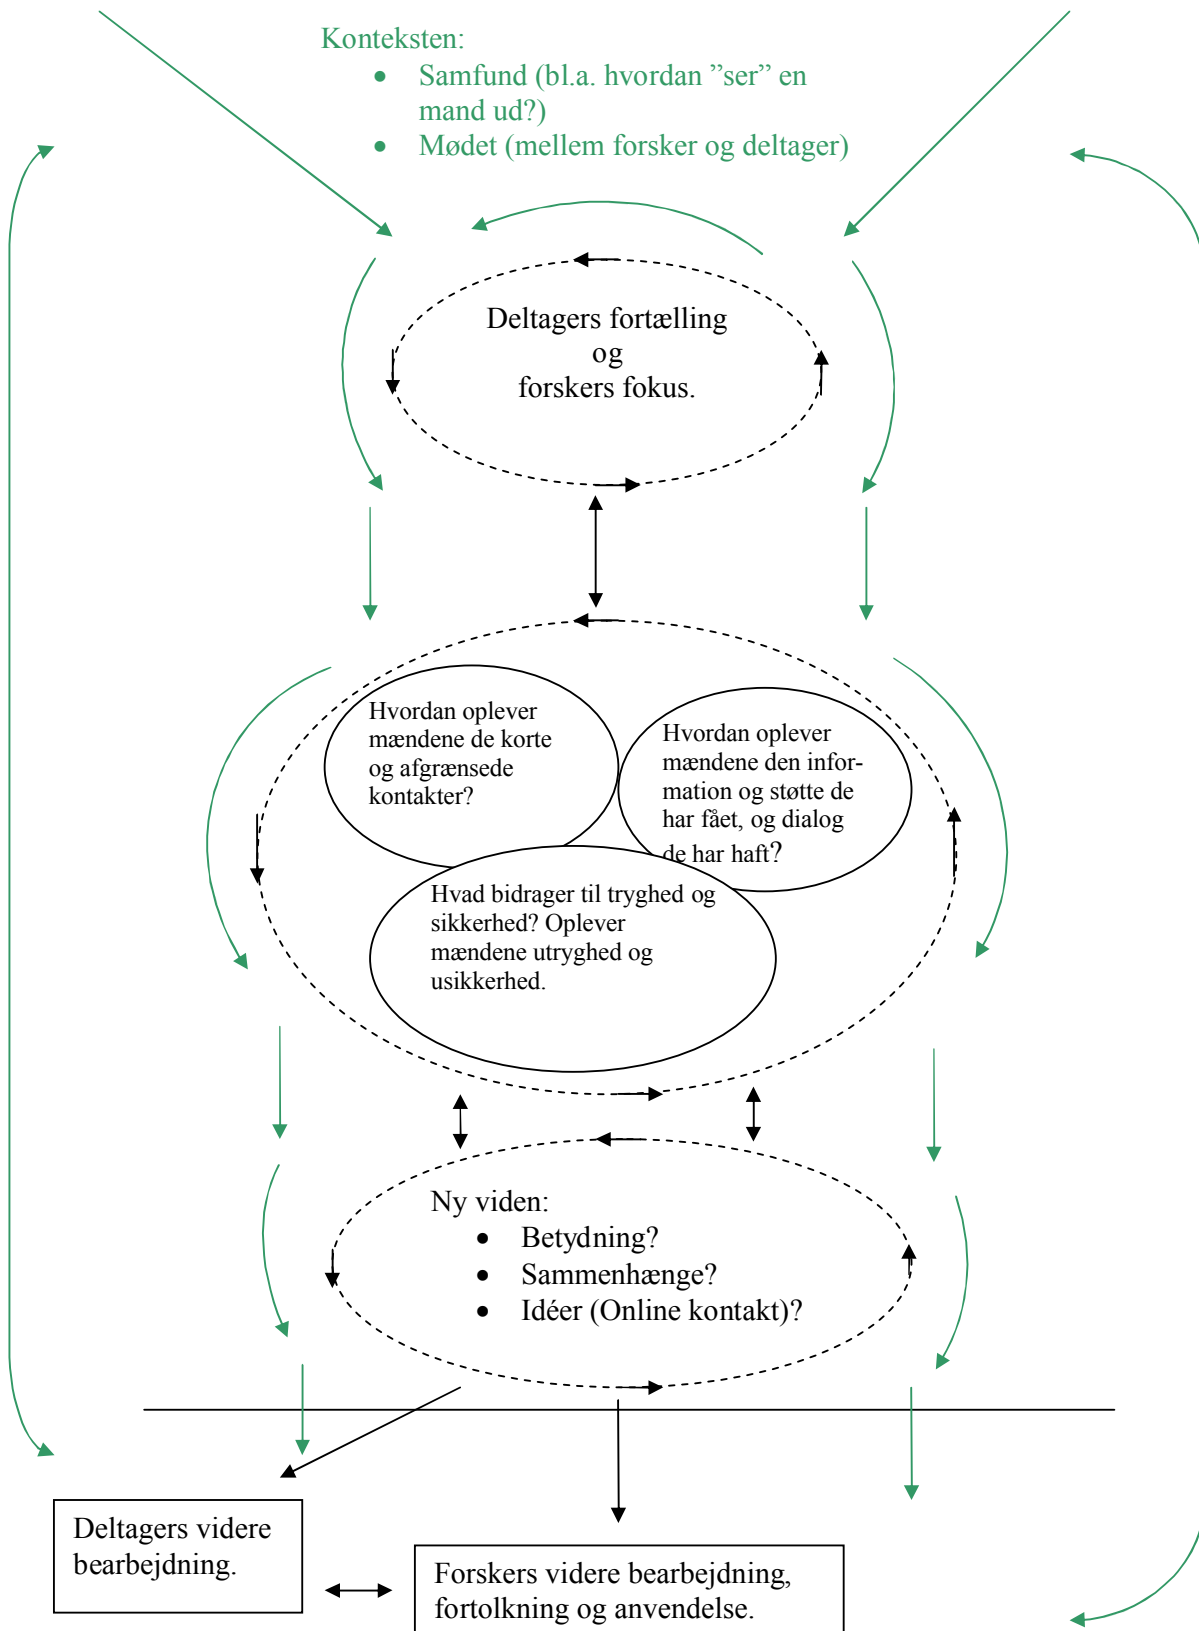 Konteksten:
• Samfund (bl.a. hvordan ”ser” en
mand ud?)
• Mødet (mellem forsker og deltager)
Deltagers fortælling
og
forskers fokus.
Hvordan oplever
mændene de korte
og afgrænsede
kontakter?
Hvordan oplever
mændene den infor-
mation og støtte de
har fået, og dialog
de har haft?
Hvad bidrager til tryghed og
sikkerhed? Oplever
mændene utryghed og
usikkerhed.
Ny viden:
• Betydning?
• Sammenhænge?
• Idéer (Online kontakt)?
Deltagers videre
bearbejdning.
Forskers videre bearbejdning,
fortolkning og anvendelse.